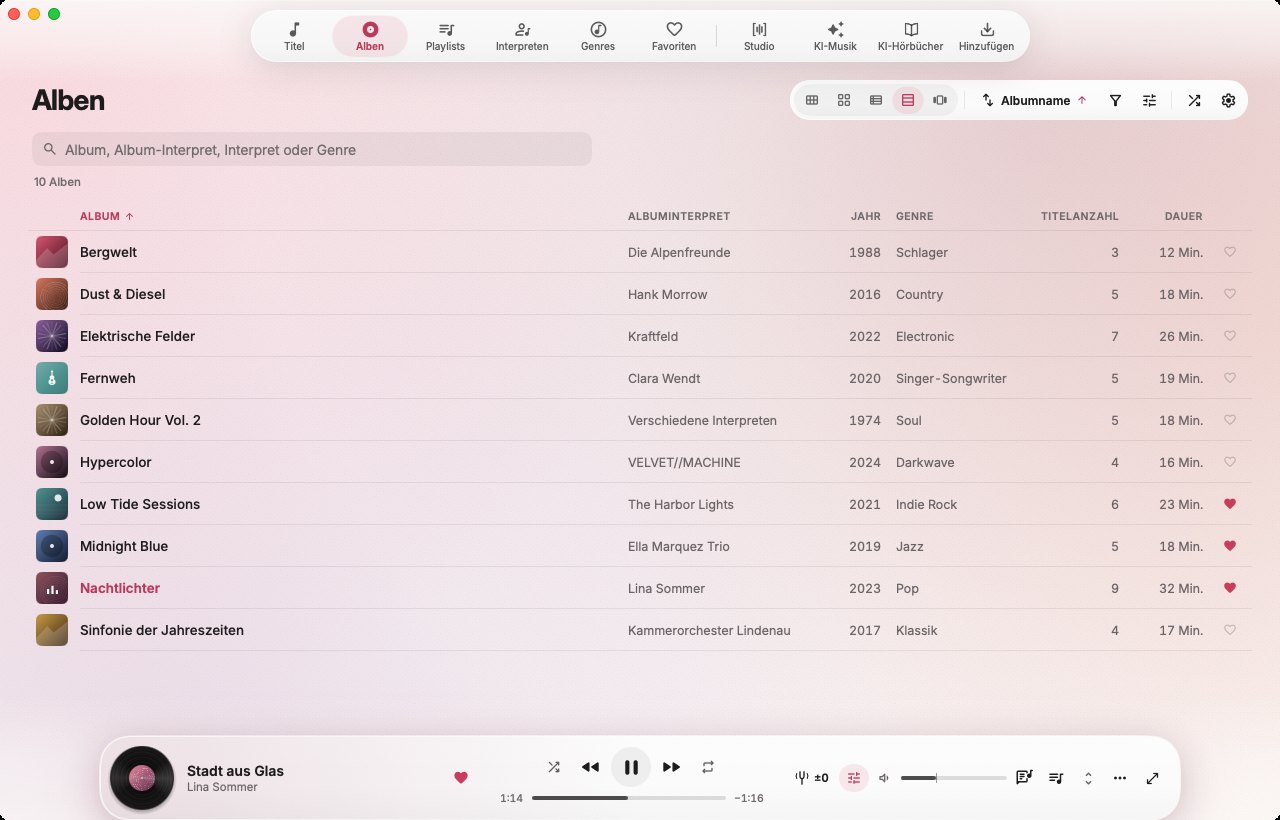 Titel Alben Playlists Interpreten Genres Favoriten Studio KI-Musik KI-Hörbücher Hinzufügen
Alben
Albumname
Album, Album-Interpret, Interpret oder Genre
10 Alben
ALBUM ALBUMINTERPRET JAHR GENRE TITELANZAHL DAUER
Bergwelt Die Alpenfreunde 1988 Schlager 3 12 Min.
Dust & Diesel Hank Morrow 2016 Country 5 18 Min.
Elektrische Felder Kraftfeld 2022 Electronic 7 26 Min.
Fernweh Clara Wendt 2020 Singer-Songwriter 5 19 Min.
Golden Hour Vol. 2 Verschiedene Interpreten 1974 Soul 5 18 Min.
Hypercolor VELVET//MACHINE 2024 Darkwave 4 16 Min.
Low Tide Sessions The Harbor Lights 2021 Indie Rock 6 23 Min.
Midnight Blue Ella Marquez Trio 2019 Jazz 5 18 Min.
Nachtlichter Lina Sommer 2023 Pop 9 32 Min.
Sinfonie der Jahreszeiten Kammerorchester Lindenau 2017 Klassik 4 17 Min.
Stadt aus Glas
Lina Sommer
±0
1:14 −1:16